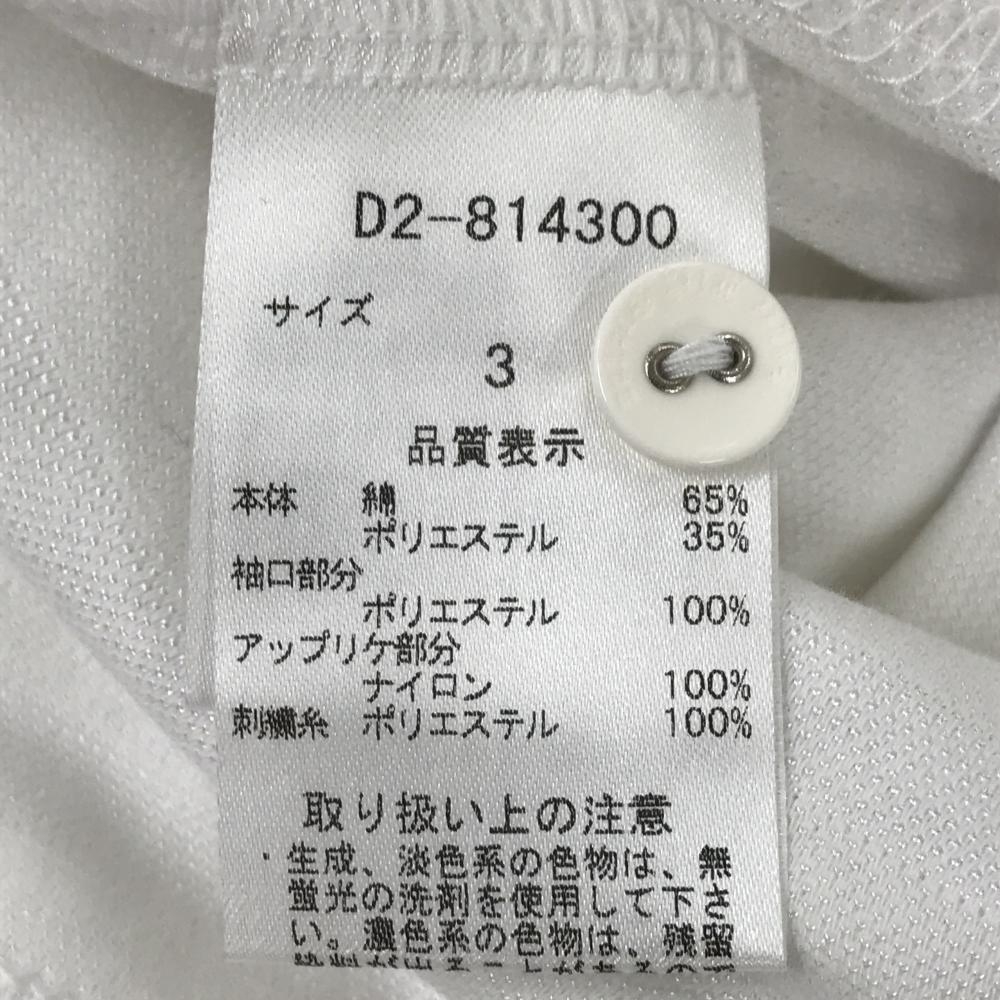 D2-814300
サイズ
3
品質表示
本体 綿 65%
ポリエステル 35%
袖口部分
ポリエステル 100%
アップリケ部分
ナイロン 100%
刺繍糸 ポリエステル 100%
取り扱い上の注意
・生成、淡色系の色物は、無
蛍光の洗剤を使用して下さ
い。濃色系の色物は、残留